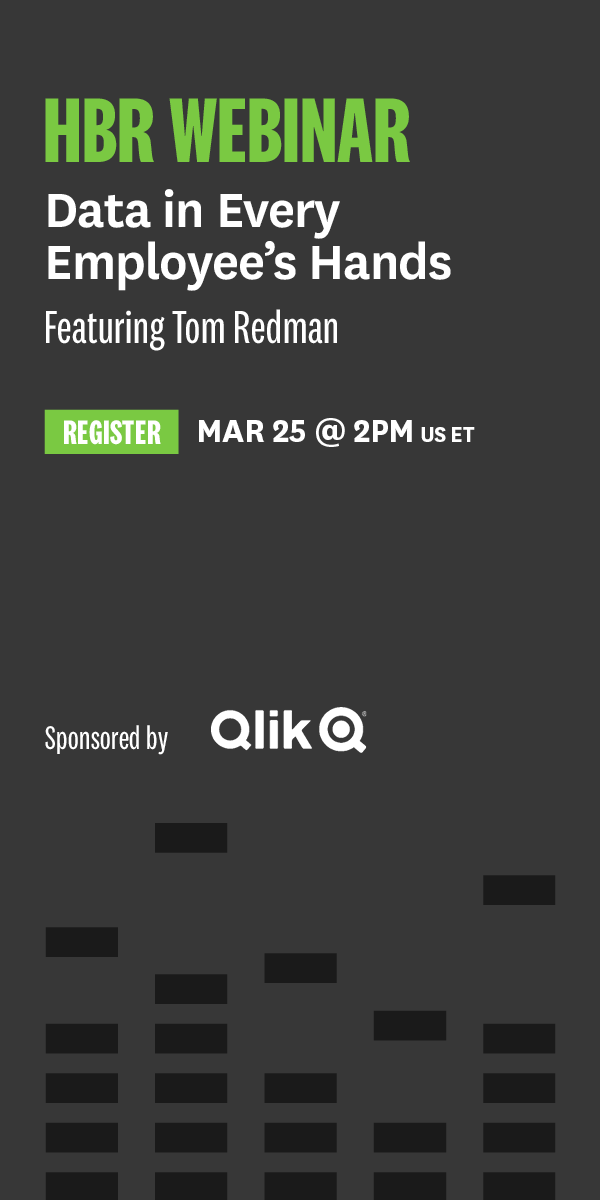 HBR WEBINAR
Data in Every
Employee’s Hands
Featuring Tom Redman
REGISTER MAR 25 @ 2PM US ET
Sponsored by Qlik ®